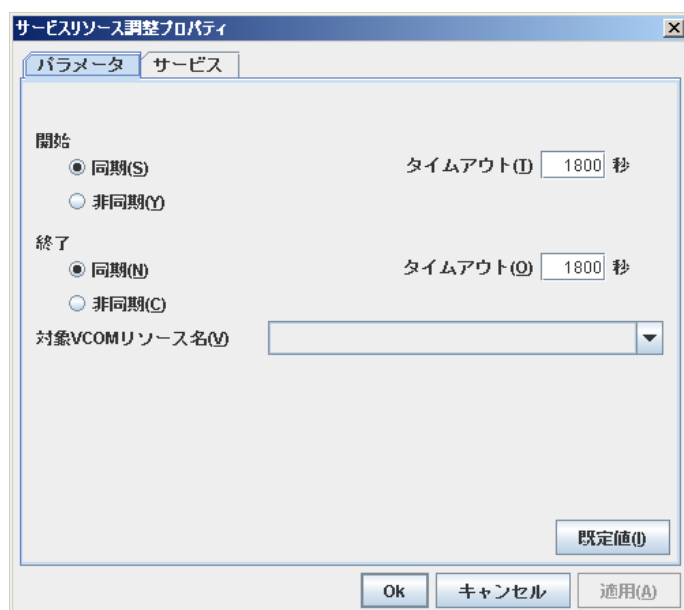 サービスリソース調整プロパティ
パラメータ サービス
開始
同期(S) タイムアウト(T) 1800 秒
非同期(Y)
終了
同期(N) タイムアウト(O) 1800 秒
非同期(C)
対象VCOMリソース名(V)
既定値(I)
Ok キャンセル 適用(A)